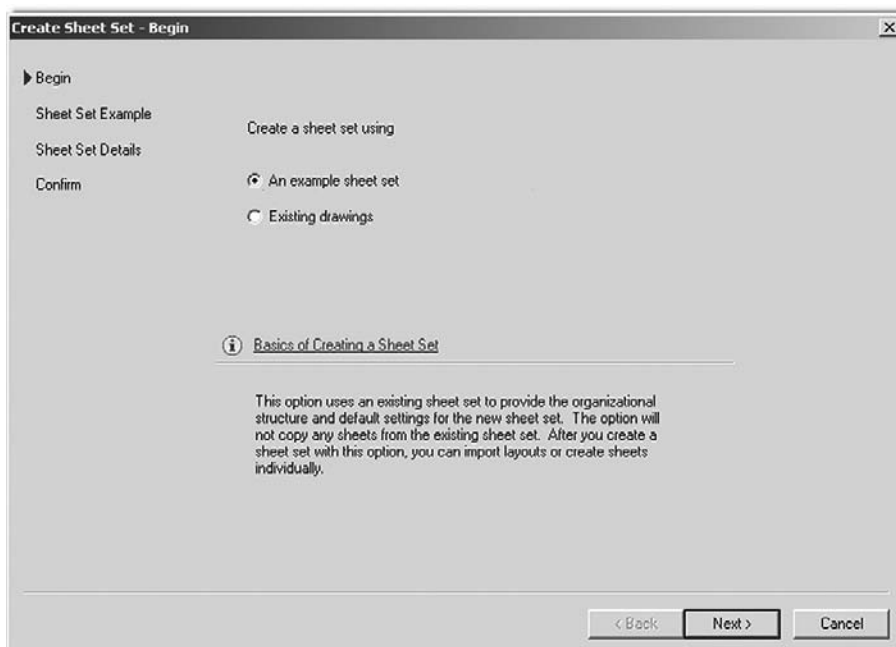 Create Sheet Set - Begin
Begin
Sheet Set Example
Sheet Set Details
Confirm
Create a sheet set using
An example sheet set
Existing drawings
Basics of Creating a Sheet Set
This option uses an existing sheet set to provide the organizational
structure and default settings for the new sheet set. The option will
not copy any sheets from the existing sheet set. After you create a
sheet set with this option, you can import layouts or create sheets
individually.
< Back
Next >
Cancel